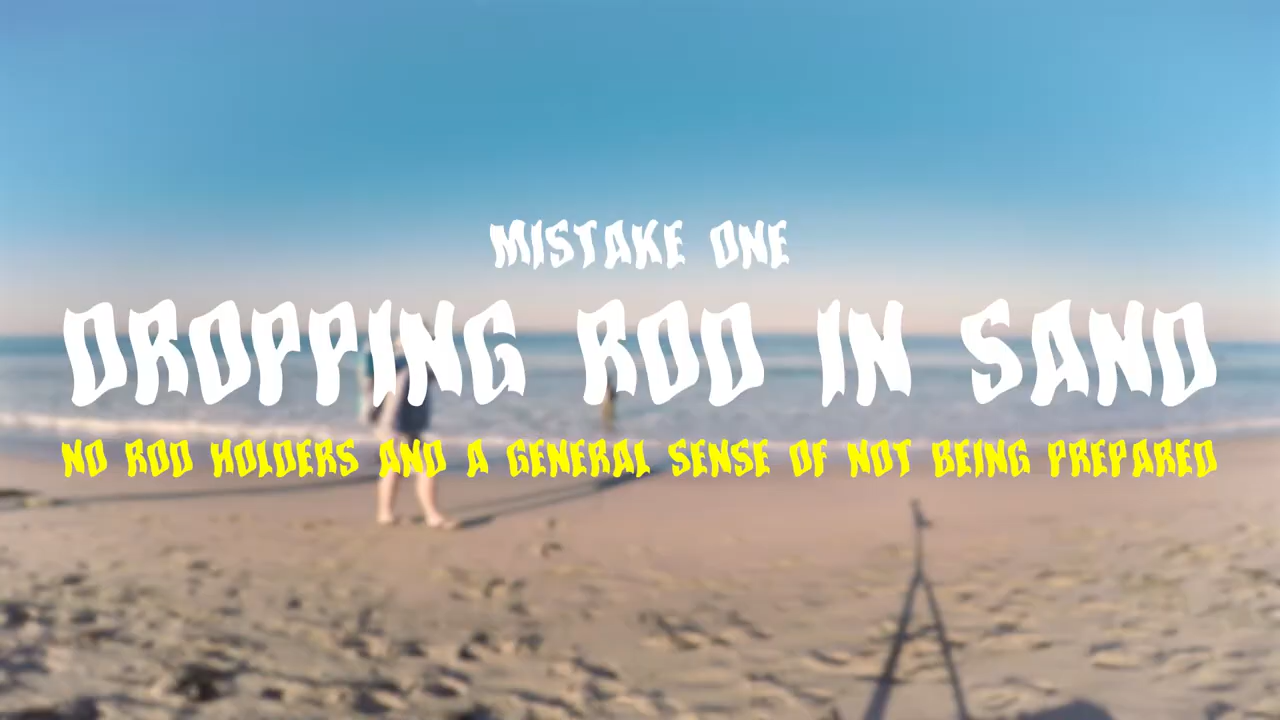 MISTAKE ONE
DROPPING ROD IN SAND
NO ROD HOLDERS AND A GENERAL SENSE OF NOT BEING PREPARED